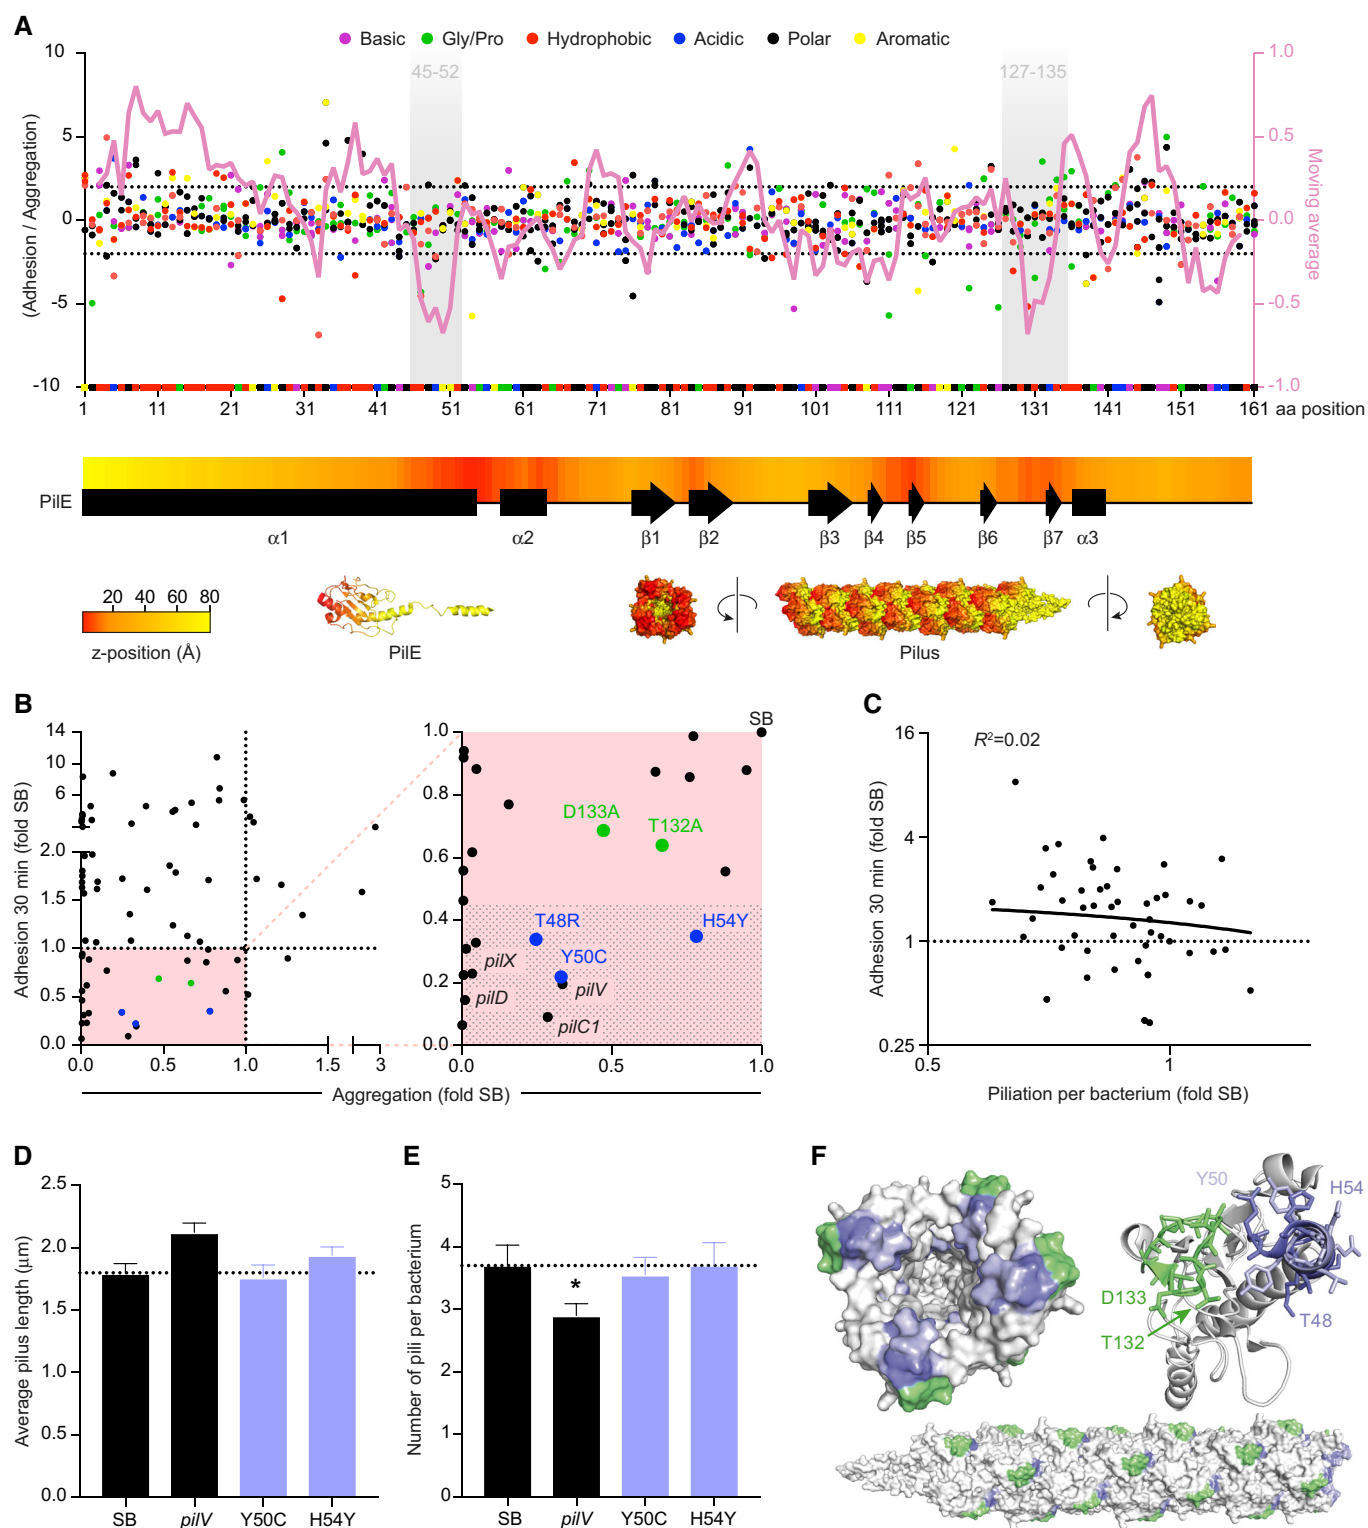 A
Basic
Gly/Pro
Hydrophobic
Acidic
Polar
Aromatic
45-52
127-135
(Adhesion / Aggregation)
10
5
0
-5
-10
1.0
0.5
0.0
-0.5
-1.0
Moving average
1 11 21 31 41 51 61 71 81 91 101 111 121 131 141 151 161 aa position
PilE
α1 α2 β1 β2 β3 β4 β5 β6 β7 α3
20 40 60 80
z-position (Å)
PilE
Pilus
B
Adhesion 30 min (fold SB)
14
10
6
2.0
1.5
1.0
0.5
0.0
0.0 0.5 1.0 1.5 3
1.0
0.8
0.6
0.4
0.2
0.0
0.0 0.5 1.0
SB
D133A
T132A
T48R
H54Y
Y50C
pilX
pilD
pilV
pilC1
Aggregation (fold SB)
C
R²=0.02
Adhesion 30 min (fold SB)
16
4
1
0.25
0.5 1
Piliation per bacterium (fold SB)
D
Average pilus length (µm)
2.5
2.0
1.5
1.0
0.5
0.0
SB pilV Y50C H54Y
E
Number of pili per bacterium
5
4
3
2
1
0
*
SB pilV Y50C H54Y
F
Y50
H54
D133
T132
T48